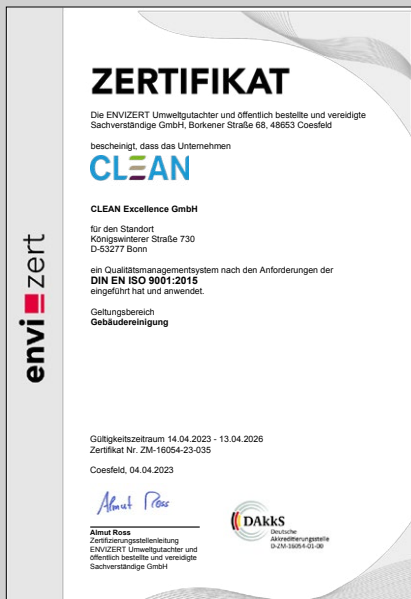 ZERTIFIKAT
Die ENVIZERT Umweltgutachter und öffentlich bestellte und vereidigte
Sachverständige GmbH, Borkener Straße 68, 48653 Coesfeld
bescheinigt, dass das Unternehmen
CLEAN
CLEAN Excellence GmbH
für den Standort
Königswinterer Straße 730
D-53277 Bonn
ein Qualitätsmanagementsystem nach den Anforderungen der
DIN EN ISO 9001:2015
eingeführt hat und anwendet.
Geltungsbereich
Gebäudereinigung
envizert
Gültigkeitszeitraum 14.04.2023 - 13.04.2026
Zertifikat Nr. ZM-16054-23-035
Coesfeld, 04.04.2023
Almut Ross
Almut Ross
Zertifizierungsstellenleitung
ENVIZERT Umweltgutachter und
öffentlich bestellte und vereidigte
Sachverständige GmbH
DAkkS
Deutsche
Akkreditierungsstelle
D-ZM-16054-01-00